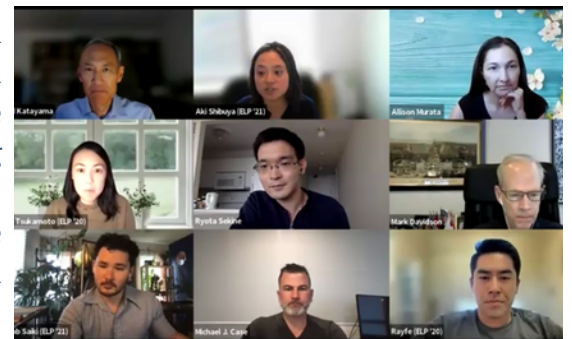 Katayama
Aki Shibuya (ELP '21)
Allison Murata
Tsukamoto (ELP '20)
Ryota Sekine
Mark Davidson
b Saiki (ELP '21)
Michael J. Case
Rayfe (ELP '20)